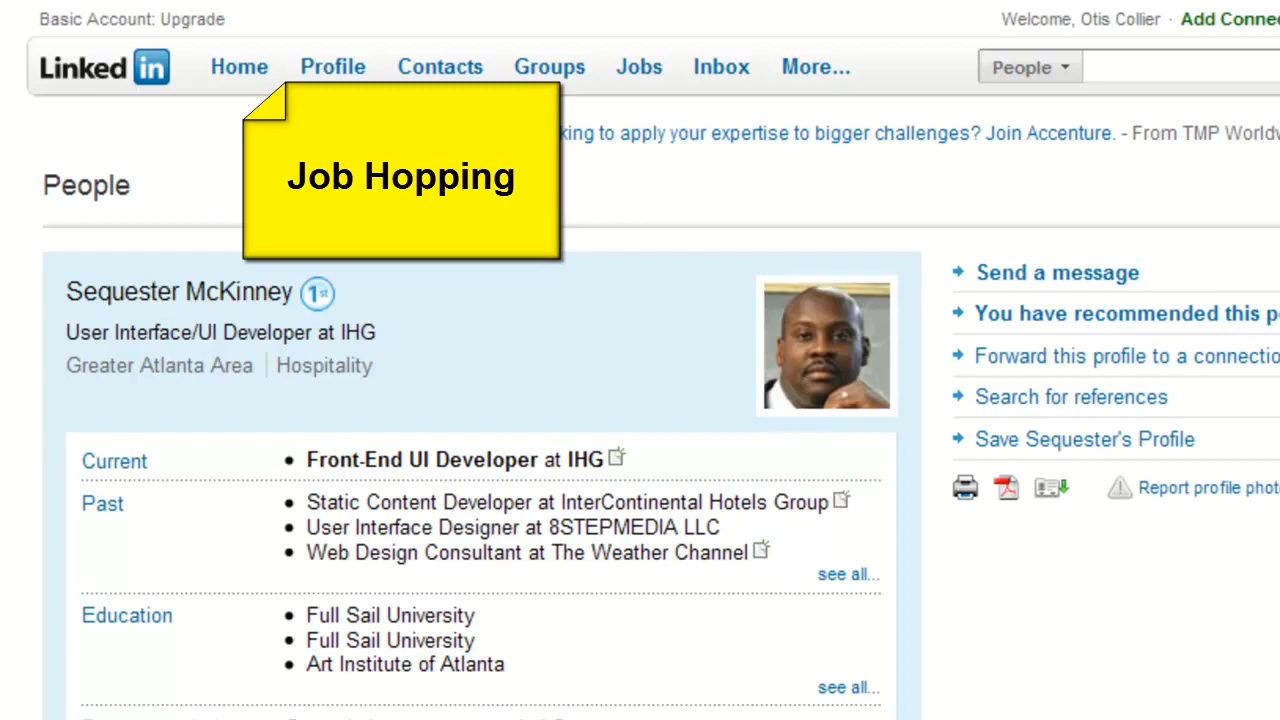 Basic Account: Upgrade
Welcome, Otis Collier · Add
Linked in Home Profile Contacts Groups Jobs Inbox More... People
to apply your expertise to bigger challenges? Join Accenture. - From TMP
Job Hopping
People
Sequester McKinney 1st
User Interface/UI Developer at IHG
Greater Atlanta Area Hospitality
Send a message
You have recommended this
Forward this profile to a
Search for references
Save Sequester's Profile
Report profile
Current • Front-End UI Developer at IHG
Past • Static Content Developer at InterContinental Hotels Group
• User Interface Designer at 8STEPMEDIA LLC
• Web Design Consultant at The Weather Channel
see all...
Education • Full Sail University
• Full Sail University
• Art Institute of Atlanta
see all...